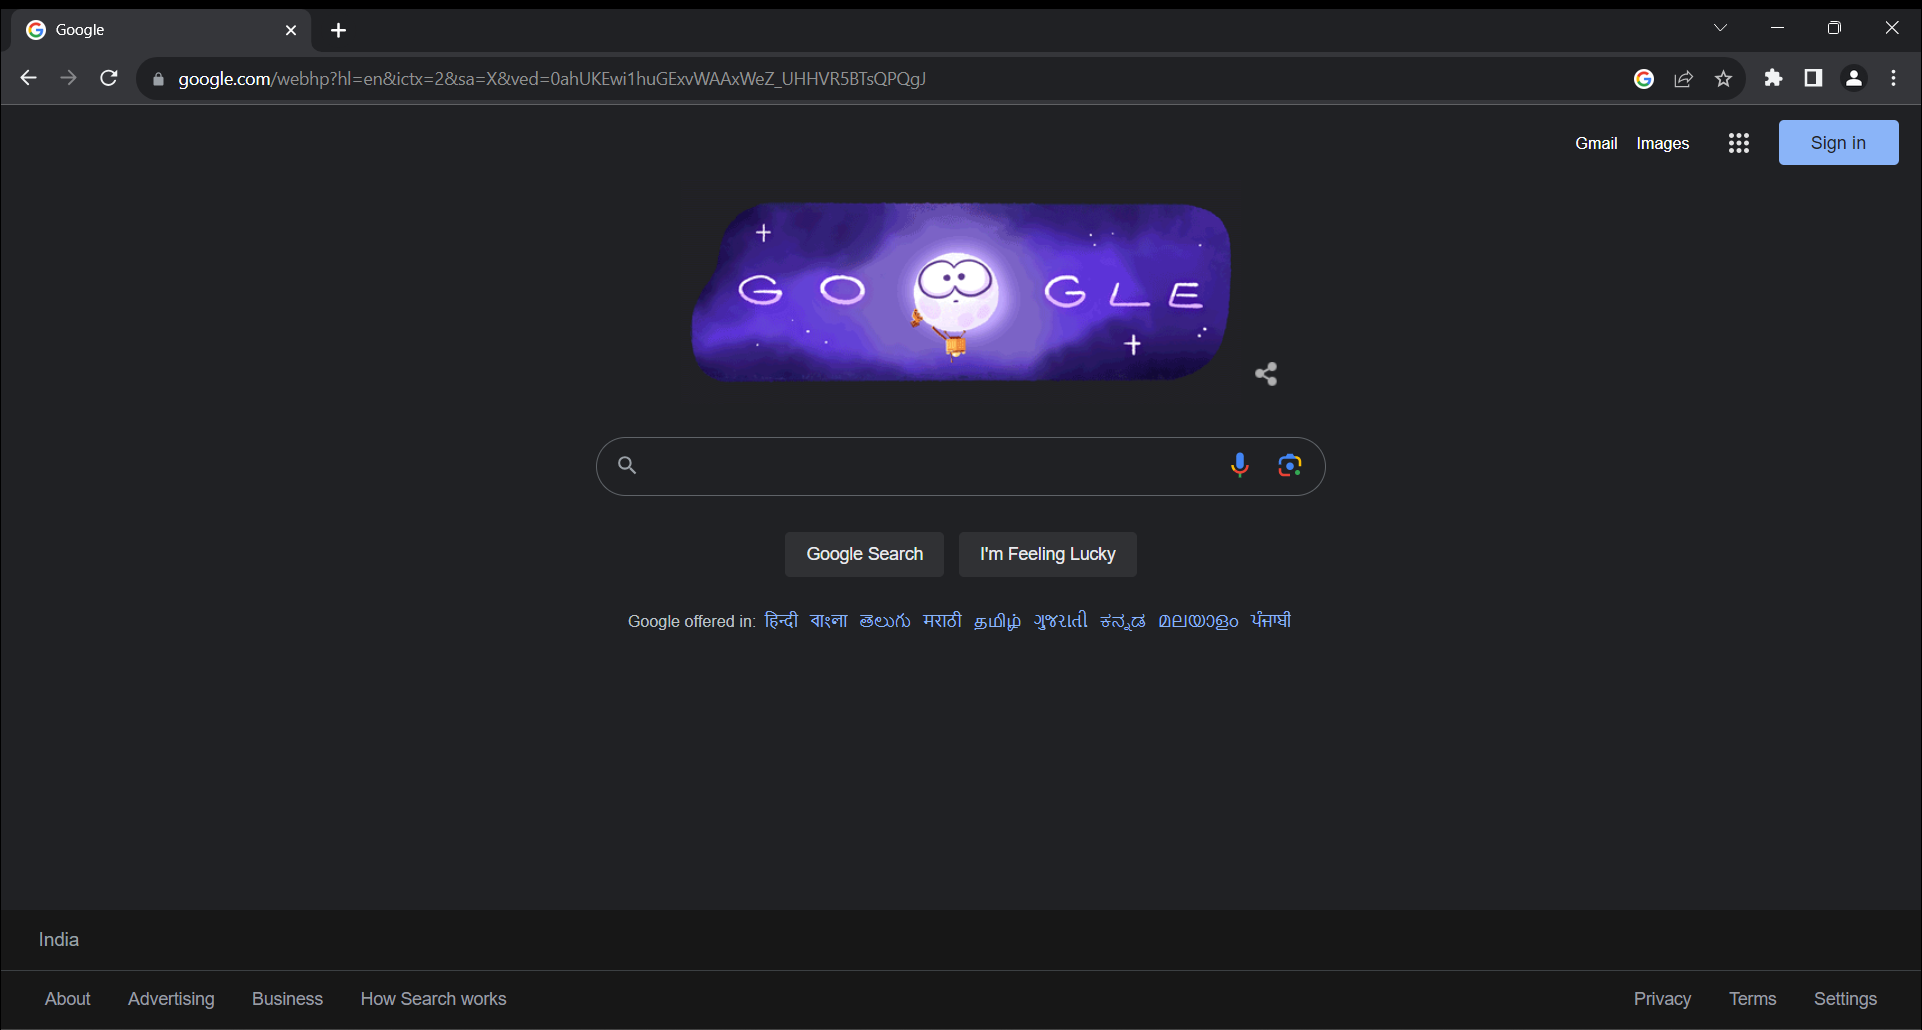 Google
google.com/webhp?hl=en&ictx=2&sa=X&ved=0ahUKEwi1huGExvWAAxWeZ_UHHVR5BTsQPQgJ
Gmail Images Sign in
G O G L E
Google Search I'm Feeling Lucky
Google offered in: हिन्दी বাংলা తెలుగు मराठी தமிழ் ગુજરાતી ಕನ್ನಡ മലയാളം ਪੰਜਾਬੀ
India
About Advertising Business How Search works Privacy Terms Settings